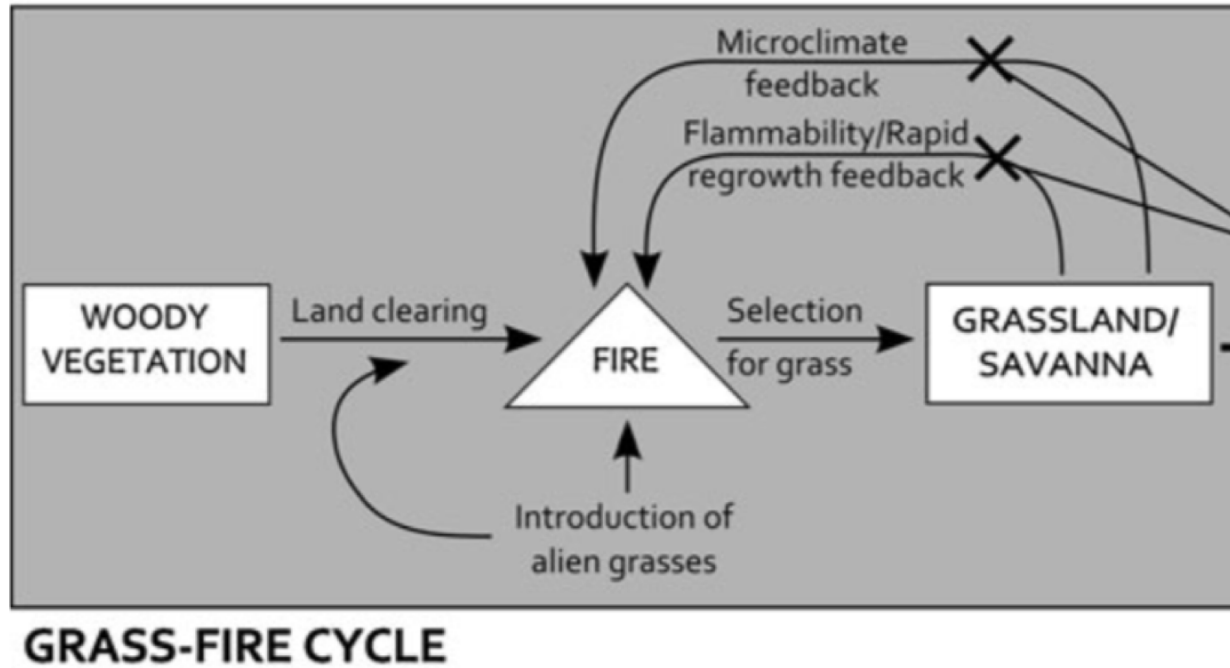 Microclimate
feedback
Flammability/Rapid
regrowth feedback
WOODY
VEGETATION
Land clearing
FIRE
Selection
for grass
GRASSLAND/
SAVANNA
Introduction of
alien grasses
GRASS-FIRE CYCLE